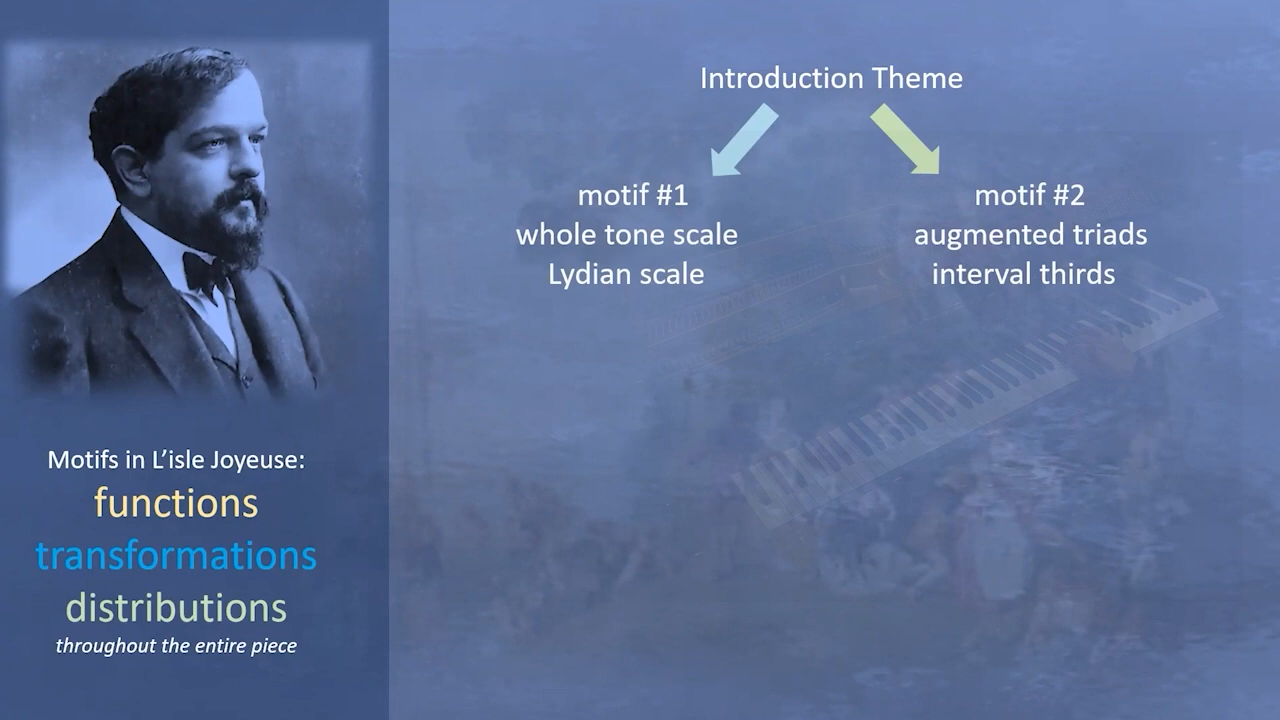 Introduction Theme
motif #1
whole tone scale
Lydian scale
motif #2
augmented triads
interval thirds
Motifs in L’isle Joyeuse:
functions
transformations
distributions
throughout the entire piece